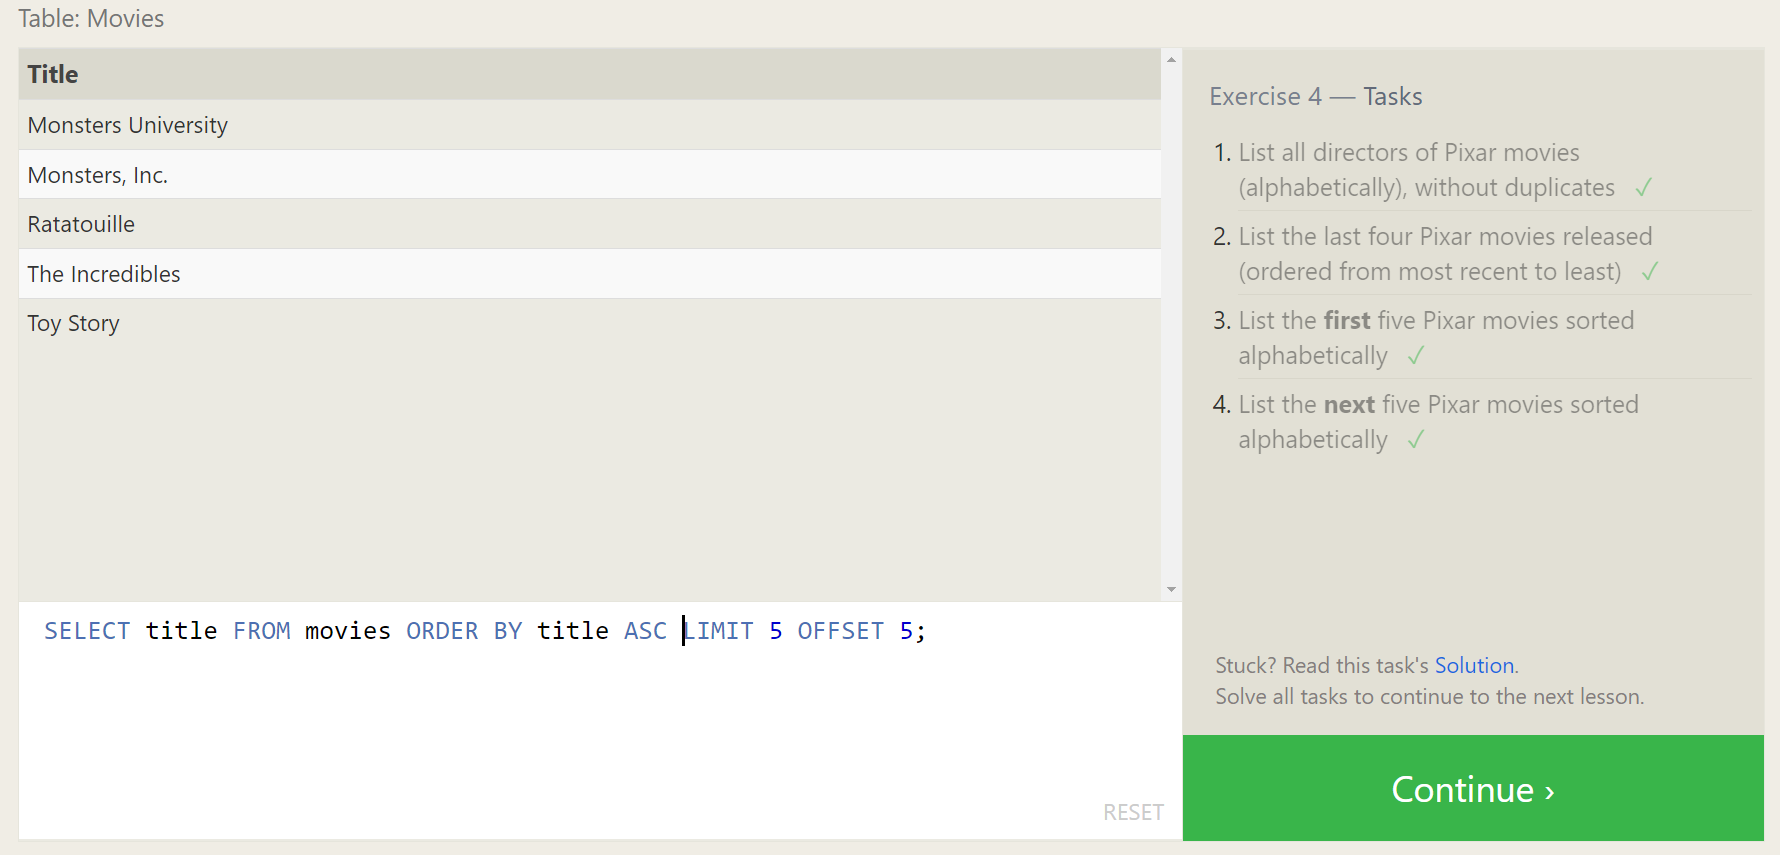 Table: Movies
Title
Monsters University
Monsters, Inc.
Ratatouille
The Incredibles
Toy Story
SELECT title FROM movies ORDER BY title ASC LIMIT 5 OFFSET 5;
RESET
Exercise 4 — Tasks
1. List all directors of Pixar movies
(alphabetically), without duplicates ✓
2. List the last four Pixar movies released
(ordered from most recent to least) ✓
3. List the first five Pixar movies sorted
alphabetically ✓
4. List the next five Pixar movies sorted
alphabetically ✓
Stuck? Read this task's Solution.
Solve all tasks to continue to the next lesson.
Continue ›